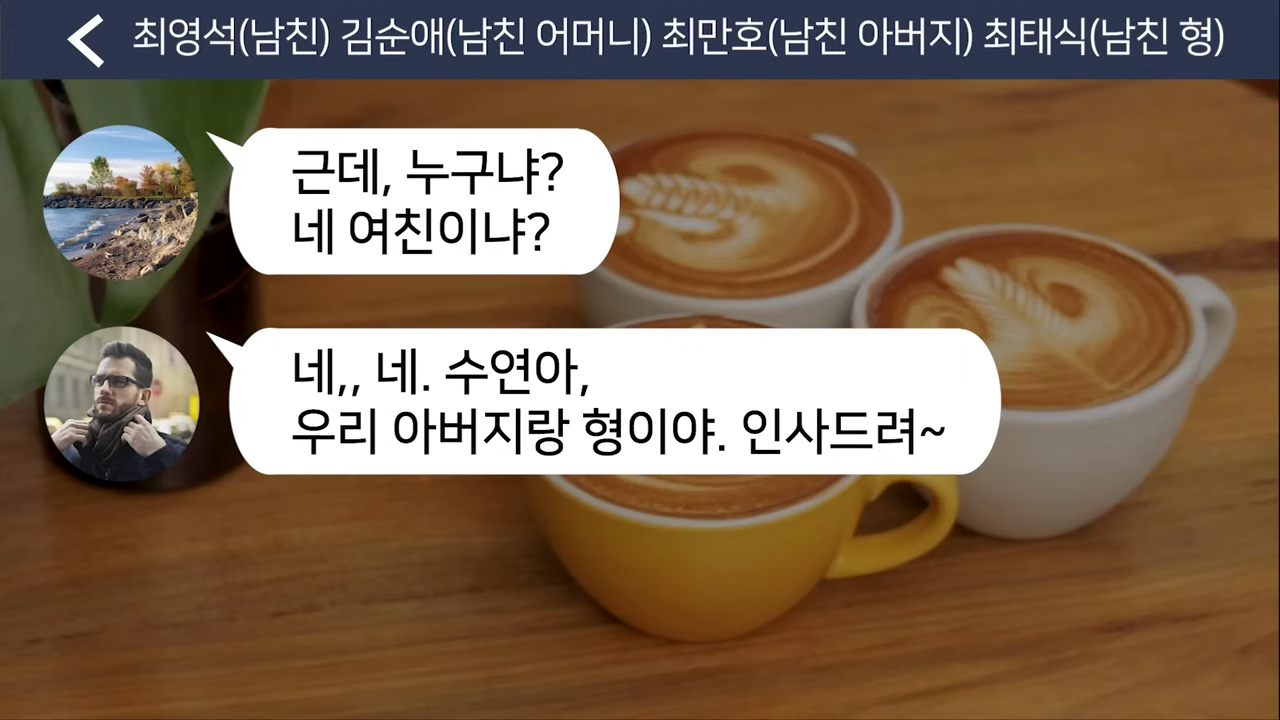 최영석(남친) 김순애(남친 어머니) 최만호(남친 아버지) 최태식(남친 형)
근데, 누구냐?
네 여친이냐?
네,, 네. 수연아,
우리 아버지랑 형이야. 인사드려~